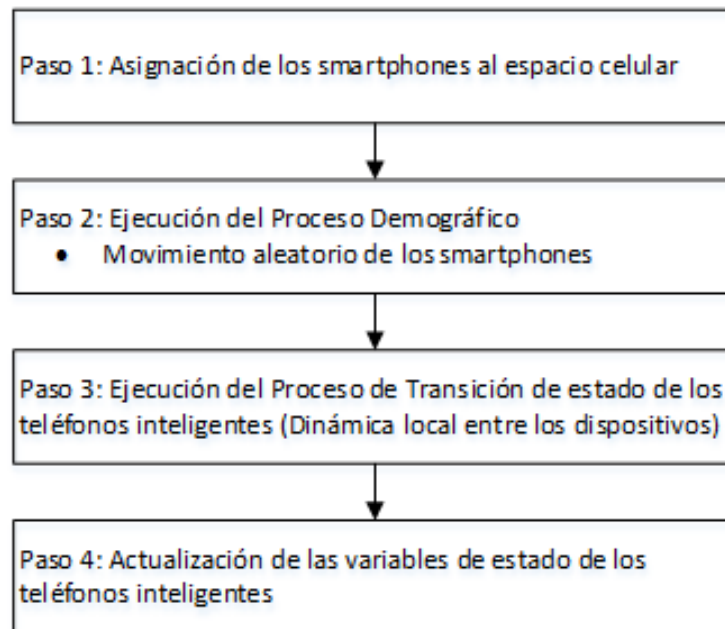 Paso 1: Asignación de los smartphones al espacio celular
Paso 2: Ejecución del Proceso Demográfico
• Movimiento aleatorio de los smartphones
Paso 3: Ejecución del Proceso de Transición de estado de los
teléfonos inteligentes (Dinámica local entre los dispositivos)
Paso 4: Actualización de las variables de estado de los
teléfonos inteligentes